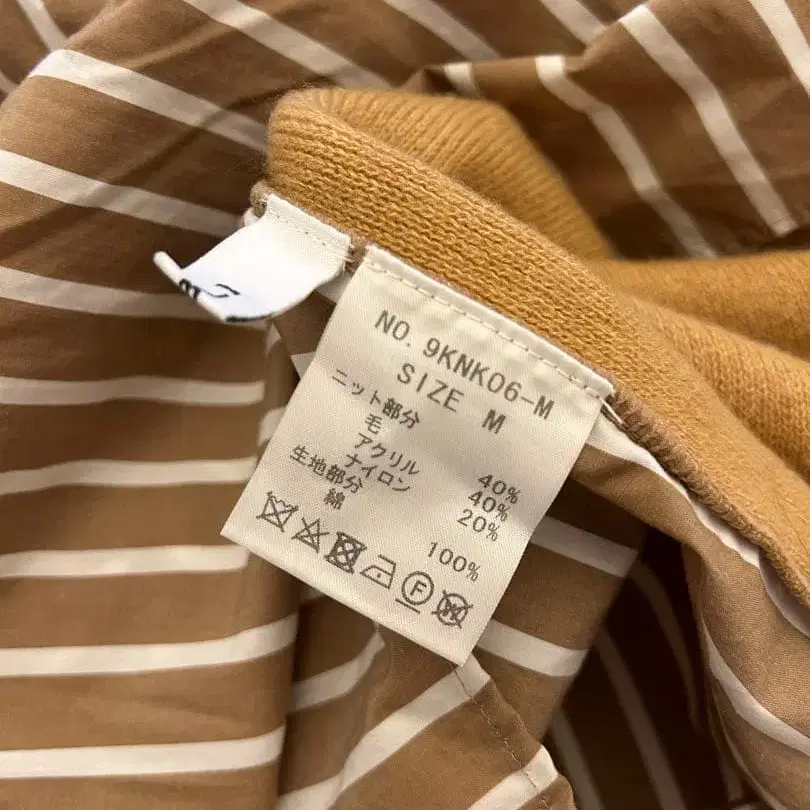 NO. 9KNK06-M
SIZE M
ニット部分
毛 40%
アクリル 40%
ナイロン 20%
生地部分
綿 100%
F
W